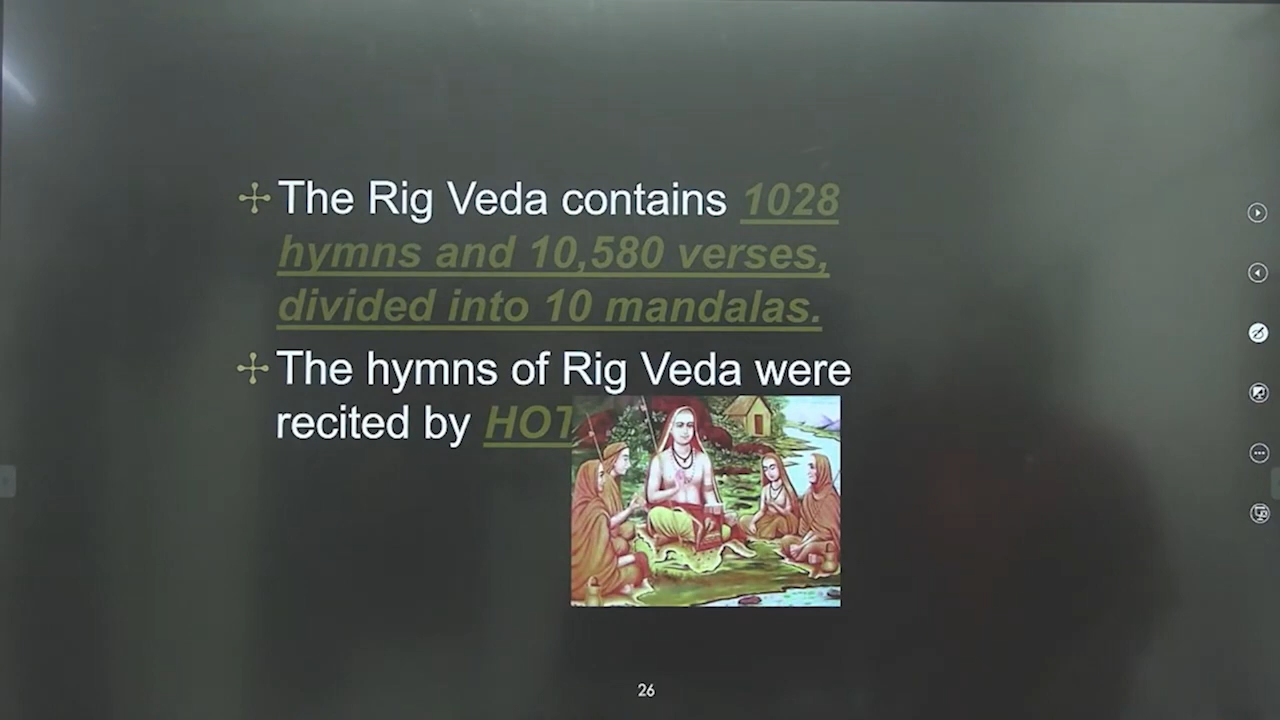 The Rig Veda contains 1028
hymns and 10,580 verses,
divided into 10 mandalas.
The hymns of Rig Veda were
recited by
26